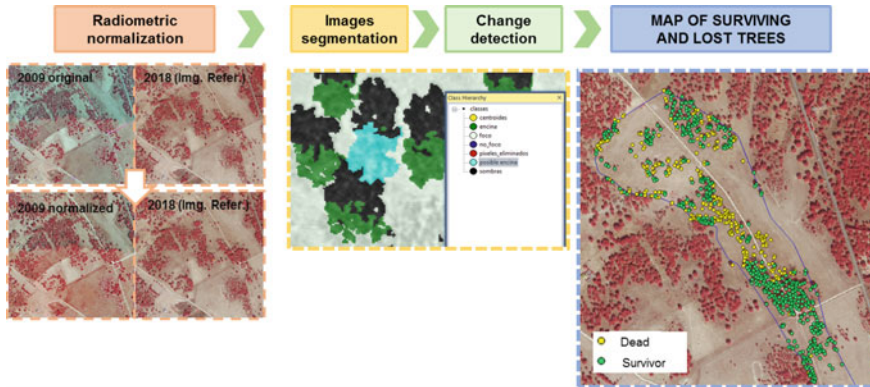 Radiometric
normalization
Images
segmentation
Change
detection
MAP OF SURVIVING
AND LOST TREES
2009 original
2018 (Img. Refer.)
2009 normalized
2018 (Img. Refer.)
Class Hierarchy
classes
centroides
encina
foco
no_foco
pixeles_eliminados
posible encina
sombras
Dead
Survivor